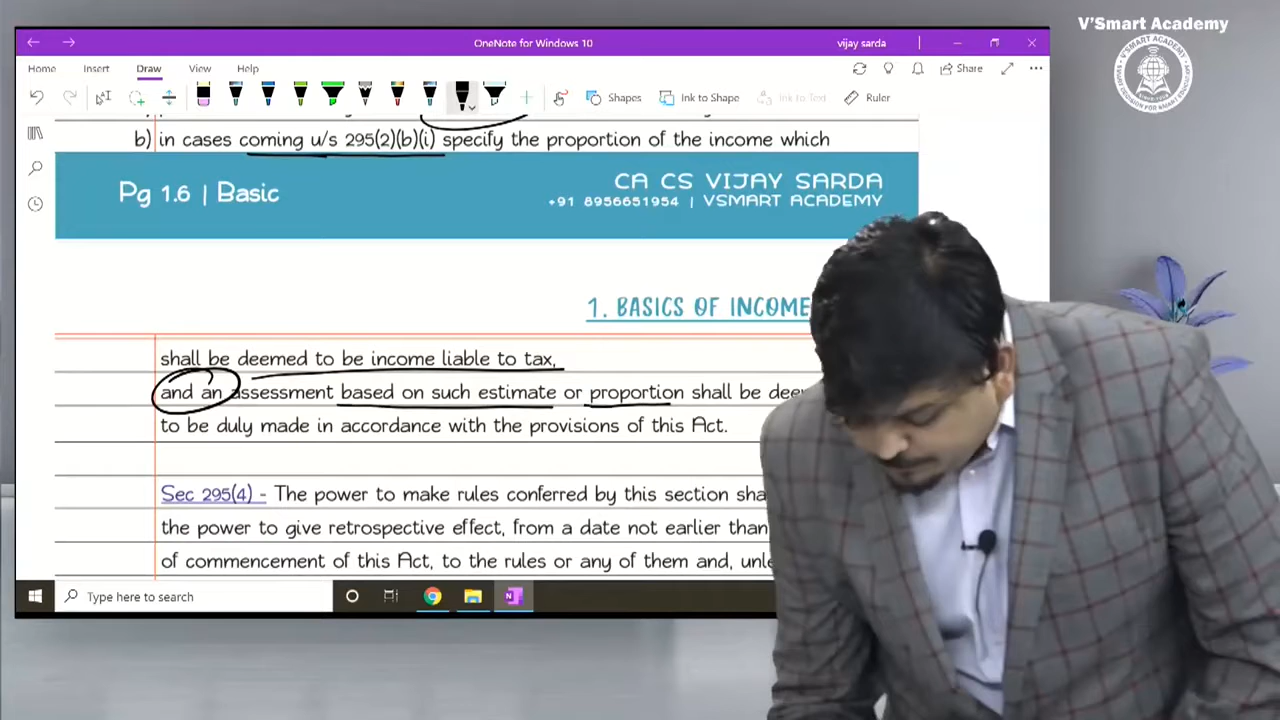 V'Smart Academy
OneNote for Windows 10
vijay sarda
Home Insert Draw View Help
Share
Shapes Ink to Shape Ink to Text Ruler
b) in cases coming u/s 295(2)(b)(i) specify the proportion of the income which
Pg 1.6 | Basic
CA CS VIJAY SARDA
+91 8956651954 | VSMART ACADEMY
1. BASICS OF INCOME
shall be deemed to be income liable to tax,
and an assessment based on such estimate or proportion shall be dee
to be duly made in accordance with the provisions of this Act.
Sec 295(4) - The power to make rules conferred by this section sha
the power to give retrospective effect, from a date not earlier than
of commencement of this Act, to the rules or any of them and, unle
Type here to search